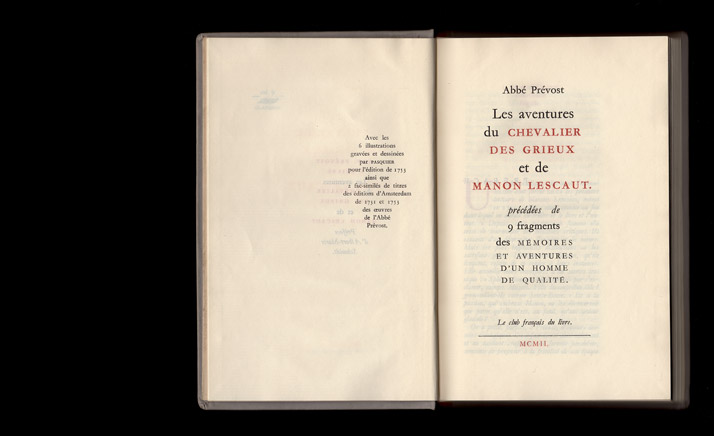 Avec les
6 illustrations
gravées et dessinées
par PASQUIER
pour l'édition de 1753
ainsi que
2 fac-similés de titres
des éditions d'Amsterdam
de 1731 et 1753
des œuvres
de l'Abbé
Prévost.
Abbé Prévost
Les aventures
du CHEVALIER
DES GRIEUX
et de
MANON LESCAUT.
précédées de
9 fragments
des MÉMOIRES
ET AVENTURES
D'UN HOMME
DE QUALITÉ.
Le club français du livre.
MCMLI.